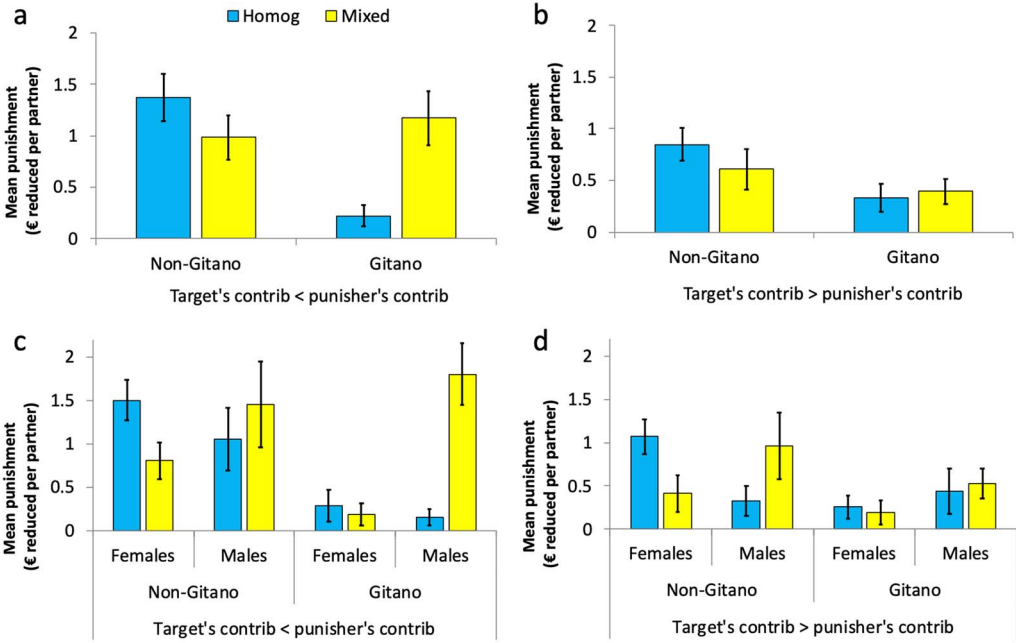 a
Homog
Mixed
Mean punishment
(€ reduced per partner)
2
1.5
1
0.5
0
Non-Gitano
Gitano
Target's contrib < punisher's contrib
b
Mean punishment
(€ reduced per partner)
2
1.5
1
0.5
0
Non-Gitano
Gitano
Target's contrib > punisher's contrib
c
Mean punishment
(€ reduced per partner)
2
1.5
1
0.5
0
Females
Males
Females
Males
Non-Gitano
Gitano
Target's contrib < punisher's contrib
d
Mean punishment
(€ reduced per partner)
2
1.5
1
0.5
0
Females
Males
Females
Males
Non-Gitano
Gitano
Target's contrib > punisher's contrib